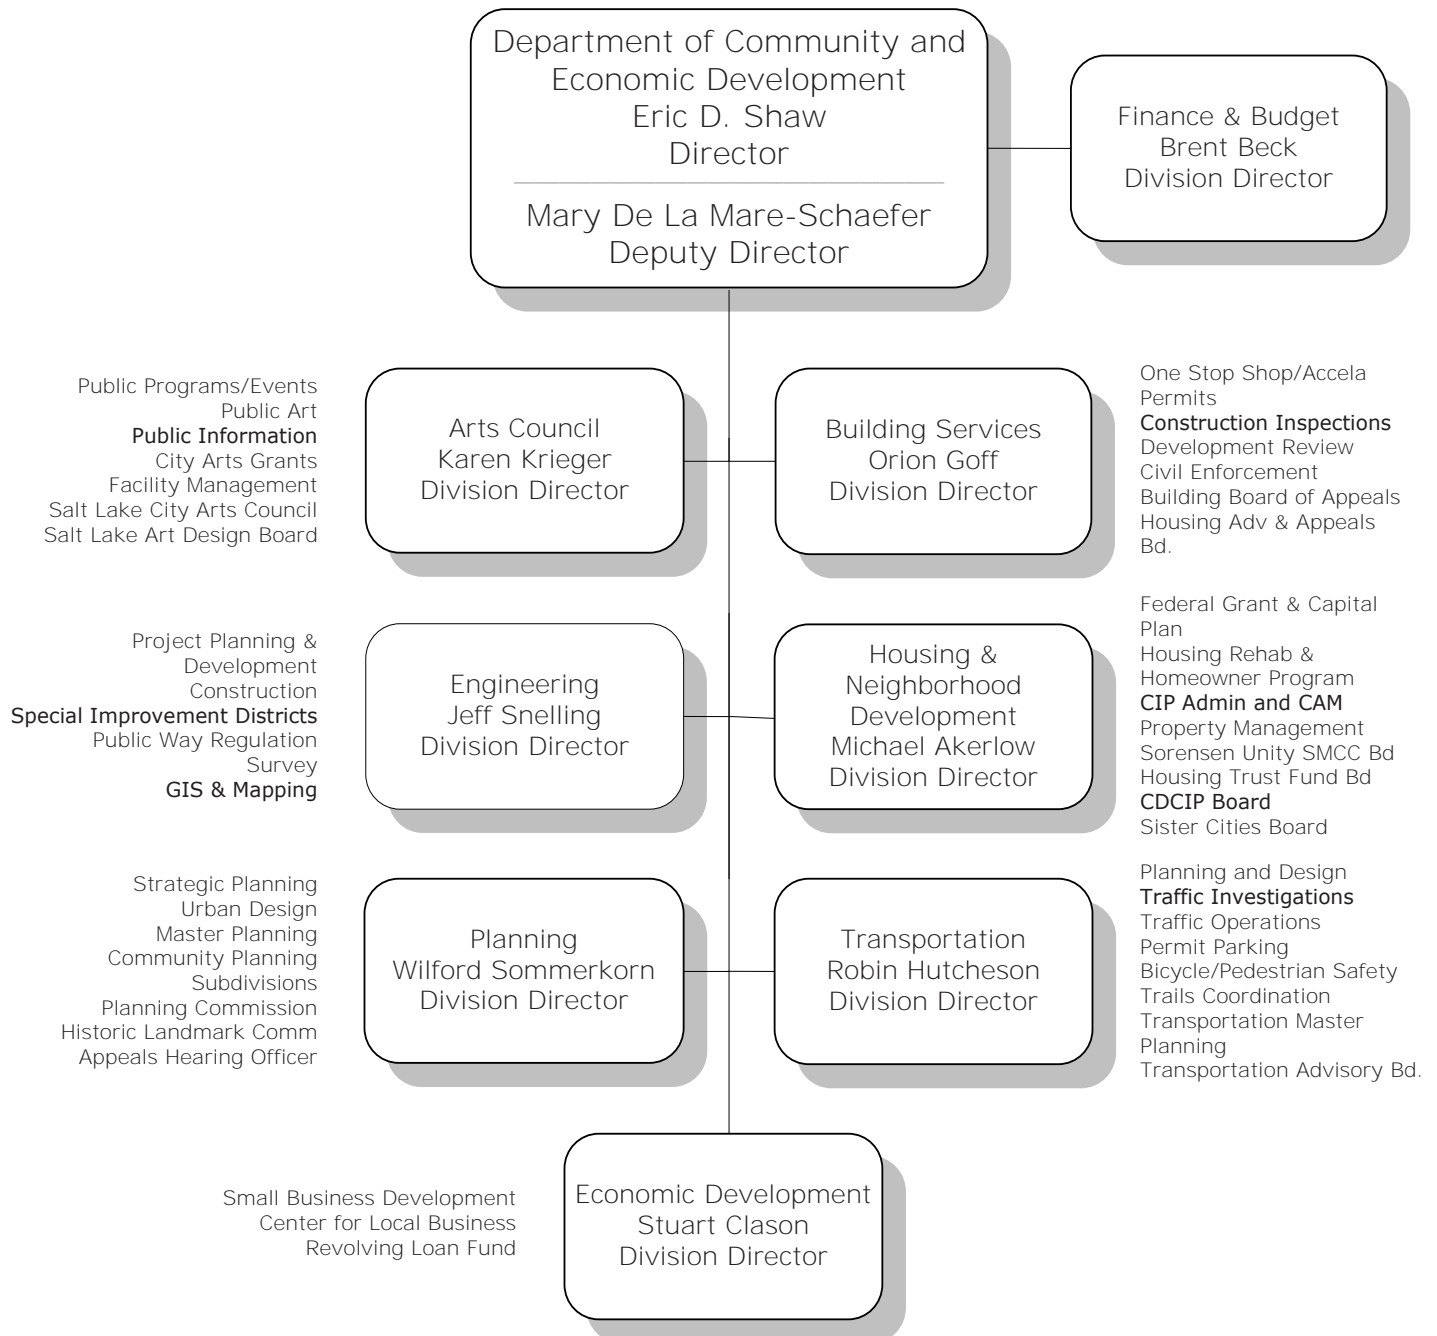 Department of Community and
Economic Development
Eric D. Shaw
Director
Mary De La Mare-Schaefer
Deputy Director
Finance & Budget
Brent Beck
Division Director
Public Programs/Events
Public Art
Public Information
City Arts Grants
Facility Management
Salt Lake City Arts Council
Salt Lake Art Design Board
Arts Council
Karen Krieger
Division Director
Building Services
Orion Goff
Division Director
One Stop Shop/Accela
Permits
Construction Inspections
Development Review
Civil Enforcement
Building Board of Appeals
Housing Adv & Appeals
Bd.
Project Planning &
Development
Construction
Special Improvement Districts
Public Way Regulation
Survey
GIS & Mapping
Engineering
Jeff Snelling
Division Director
Housing &
Neighborhood
Development
Michael Akerlow
Division Director
Federal Grant & Capital
Plan
Housing Rehab &
Homeowner Program
CIP Admin and CAM
Property Management
Sorensen Unity SMCC Bd
Housing Trust Fund Bd
CDCIP Board
Sister Cities Board
Strategic Planning
Urban Design
Master Planning
Community Planning
Subdivisions
Planning Commission
Historic Landmark Comm
Appeals Hearing Officer
Planning
Wilford Sommerkorn
Division Director
Transportation
Robin Hutcheson
Division Director
Planning and Design
Traffic Investigations
Traffic Operations
Permit Parking
Bicycle/Pedestrian Safety
Trails Coordination
Transportation Master
Planning
Transportation Advisory Bd.
Small Business Development
Center for Local Business
Revolving Loan Fund
Economic Development
Stuart Clason
Division Director